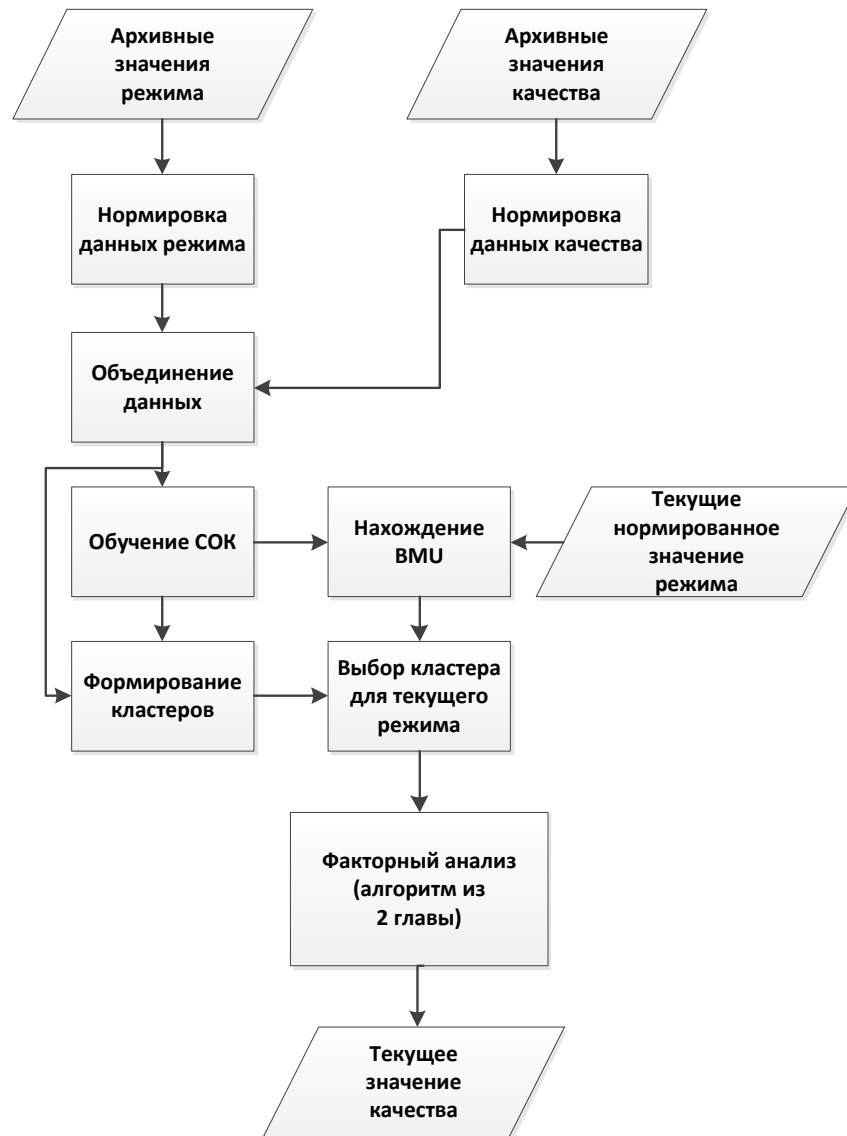 Архивные
значения
режима
Архивные
значения
качества
Нормировка
данных режима
Нормировка
данных качества
Объединение
данных
Обучение СОК
Нахождение
BMU
Текущие
нормированное
значение
режима
Формирование
кластеров
Выбор кластера
для текущего
режима
Факторный анализ
(алгоритм из
2 главы)
Текущее
значение
качества